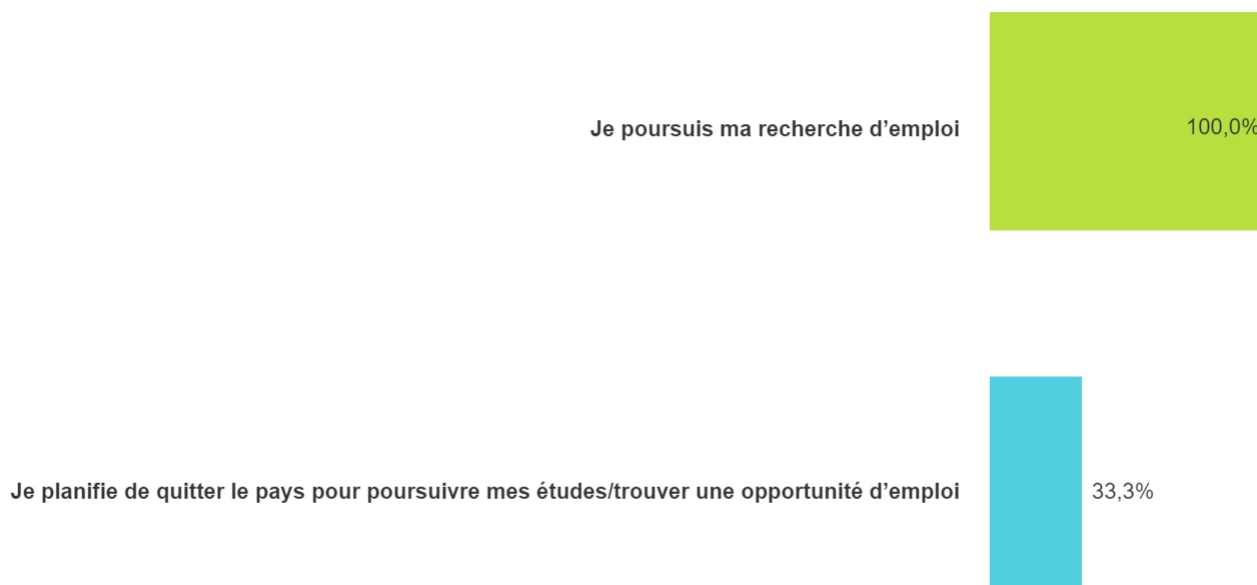 Je poursuis ma recherche d’emploi
100,0%
Je planifie de quitter le pays pour poursuivre mes études/trouver une opportunité d’emploi
33,3%